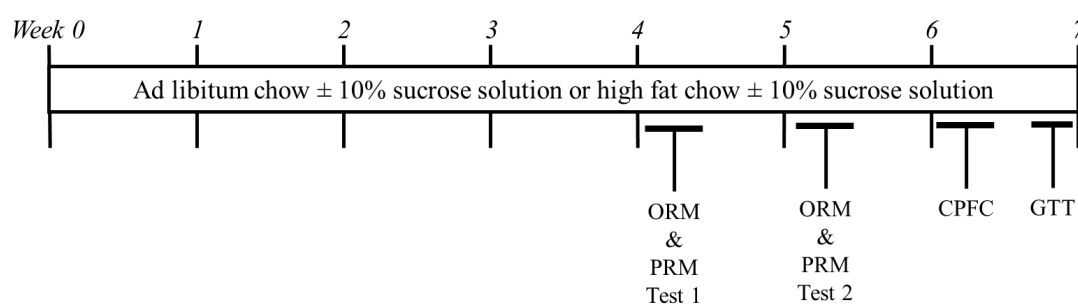 Week 0 1 2 3 4 5 6 7
Ad libitum chow ± 10% sucrose solution or high fat chow ± 10% sucrose solution
ORM
&
PRM
Test 1
ORM
&
PRM
Test 2
CPFC
GTT